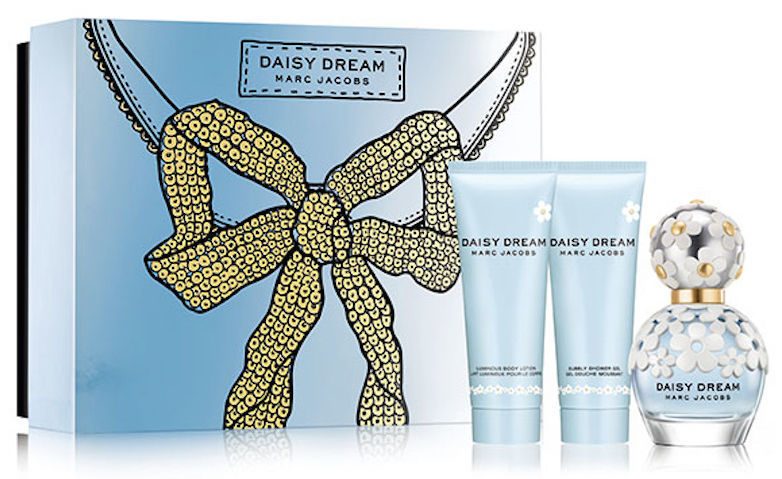 DAISY DREAM
MARC JACOBS
DAISY DREAM
MARC JACOBS
LUMINOUS BODY LOTION
LAIT LUMINEUX POUR LE CORPS
DAISY DREAM
MARC JACOBS
BUBBLY SHOWER GEL
GEL DOUCHE MOUSSANT
DAISY DREAM
MARC JACOBS